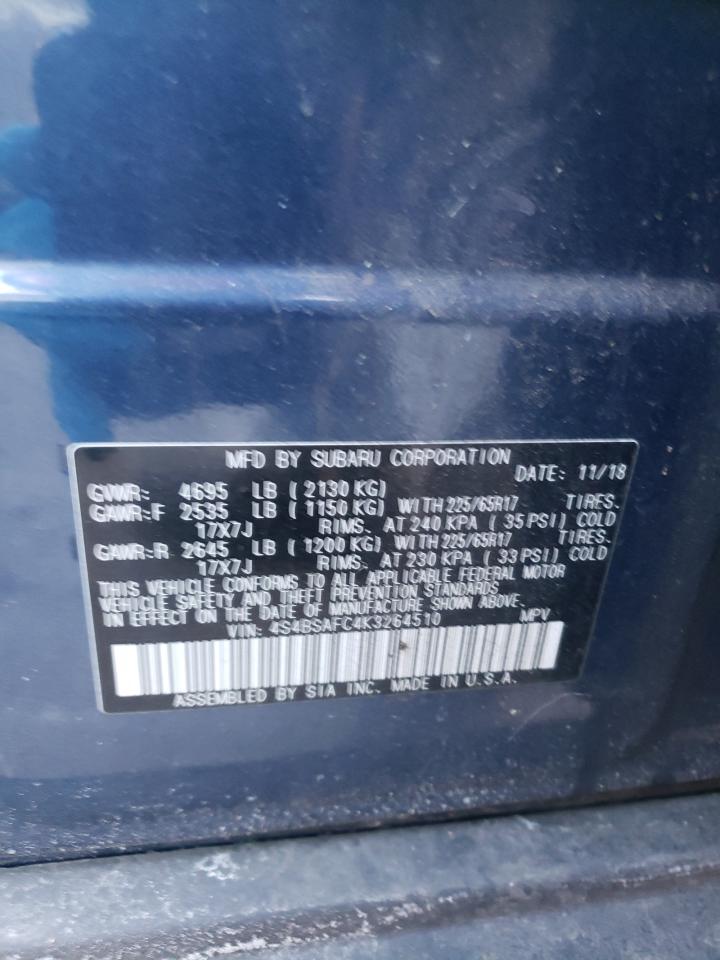 MFD BY SUBARU CORPORATION DATE: 11/18
GVWR: 4695 LB ( 2130 KG)
GAWR:F 2535 LB ( 1150 KG) WITH 225/65R17 TIRES.
17X7J RIMS. AT 240 KPA ( 35 PSI) COLD
GAWR:R 2645 LB ( 1200 KG) WITH 225/65R17 TIRES.
17X7J RIMS. AT 230 KPA ( 33 PSI) COLD
THIS VEHICLE CONFORMS TO ALL APPLICABLE FEDERAL MOTOR
VEHICLE SAFETY AND THEFT PREVENTION STANDARDS
IN EFFECT ON THE DATE OF MANUFACTURE SHOWN ABOVE.
VIN: 4S4BSAFC4K3264510 MPV
ASSEMBLED BY SIA INC. MADE IN U.S.A.